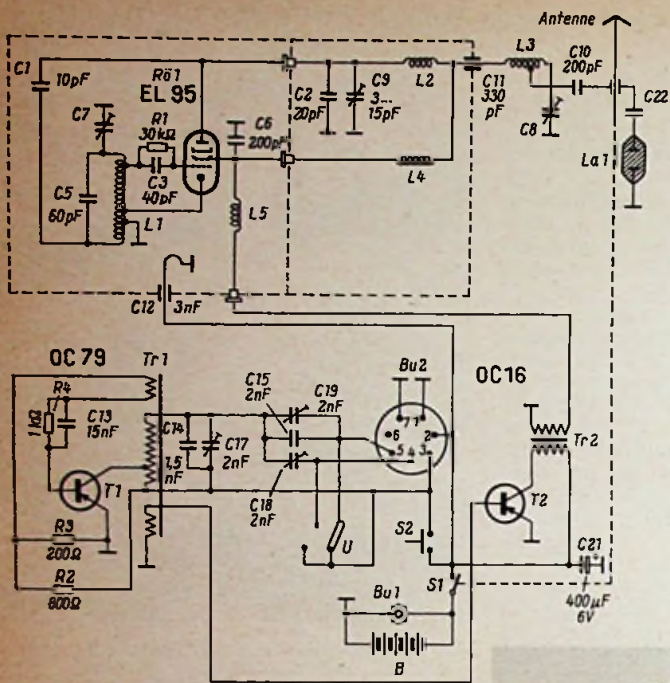 Antenne
C1
10pF
Rö1
EL 95
C7
R1
30kΩ
C3
40pF
C5
60pF
L1
C6
200pF
L5
C2
20pF
C9
3...
15pF
L2
L4
C11
330
pF
L3
C10
200pF
C8
C22
La1
C12
3nF
OC 79
Tr1
R4
1kΩ
C13
15nF
T1
R3
200Ω
R2
800Ω
C14
1,5
nF
C17
2nF
C15
2nF
C19
2nF
C18
2nF
Bu2
7 1
6 2
5 4 3
U
S2
S1
Bu1
B
OC16
T2
Tr2
C21
400µF
6V